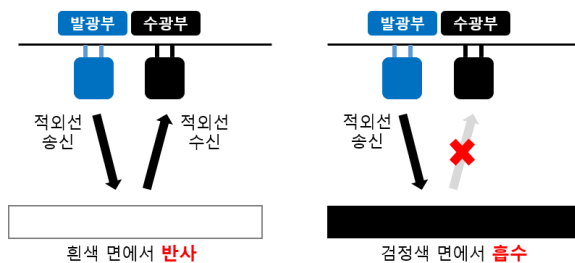 발광부 수광부
적외선
송신
적외선
수신
흰색 면에서 반사
발광부 수광부
적외선
송신
검정색 면에서 흡수